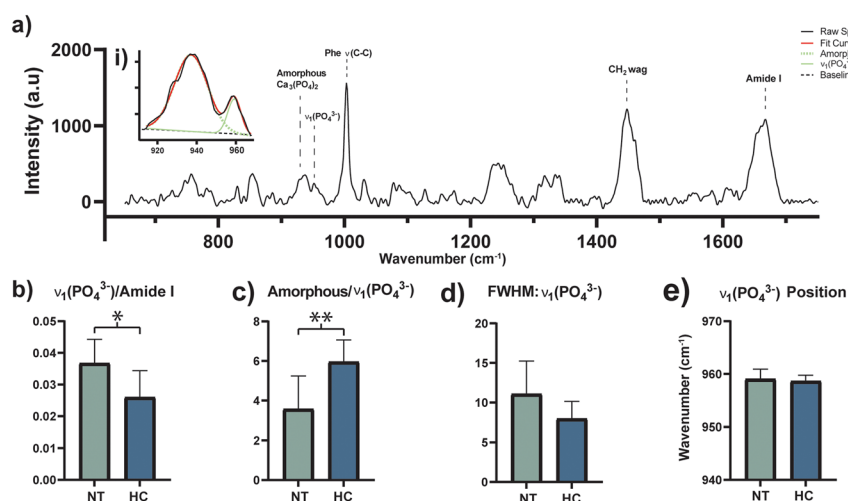 a)
2000
1000
0
Intensity (a.u)
i)
920 940 960
Amorphous
Ca₃(PO₄)₂
ν₁(PO₄³⁻)
Phe ν(C-C)
CH₂ wag
Amide I
Raw Sp
Fit Cur
Amorp
ν₁(PO₄³
Baselin
800 1000 1200 1400 1600
Wavenumber (cm⁻¹)
b) ν₁(PO₄³⁻)/Amide I
*
0.05
0.04
0.03
0.02
0.01
0.00
NT HC
c) Amorphous/ν₁(PO₄³⁻)
**
8
6
4
2
0
NT HC
d) FWHM: ν₁(PO₄³⁻)
20
15
10
5
0
NT HC
e) ν₁(PO₄³⁻) Position
Wavenumber (cm⁻¹)
970
960
950
940
NT HC